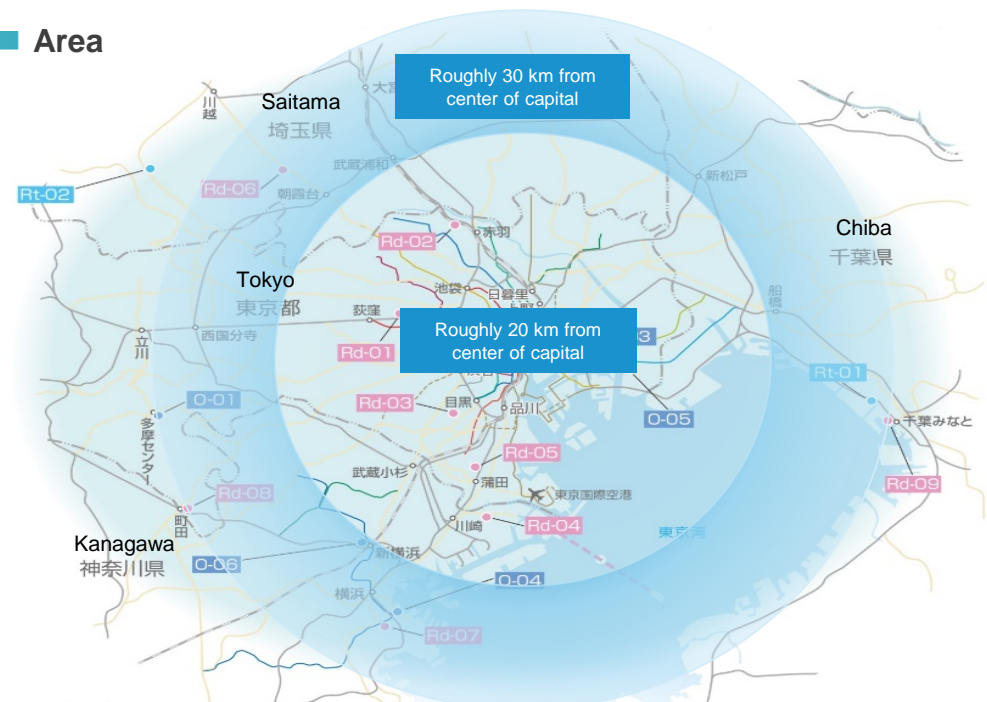 Area
Roughly 30 km from
center of capital
大宮
川越
Saitama
埼玉県
武蔵浦和
新松戸
Rt-02
Rd-06
朝霞台
Rd-02
赤羽
Chiba
千葉県
Tokyo
東京都
池袋
日暮里
船橋
荻窪
西国分寺
立川
Roughly 20 km from
center of capital
Rd-01
Rt-01
O-01
Rd-03
目黒
品川
O-05
千葉みなと
多摩センター
武蔵小杉
Rd-05
蒲田
東京国際空港
Rd-09
Rd-08
町田
川崎
Rd-04
東京湾
Kanagawa
神奈川県
O-06
新横浜
O-04
横浜
Rd-07